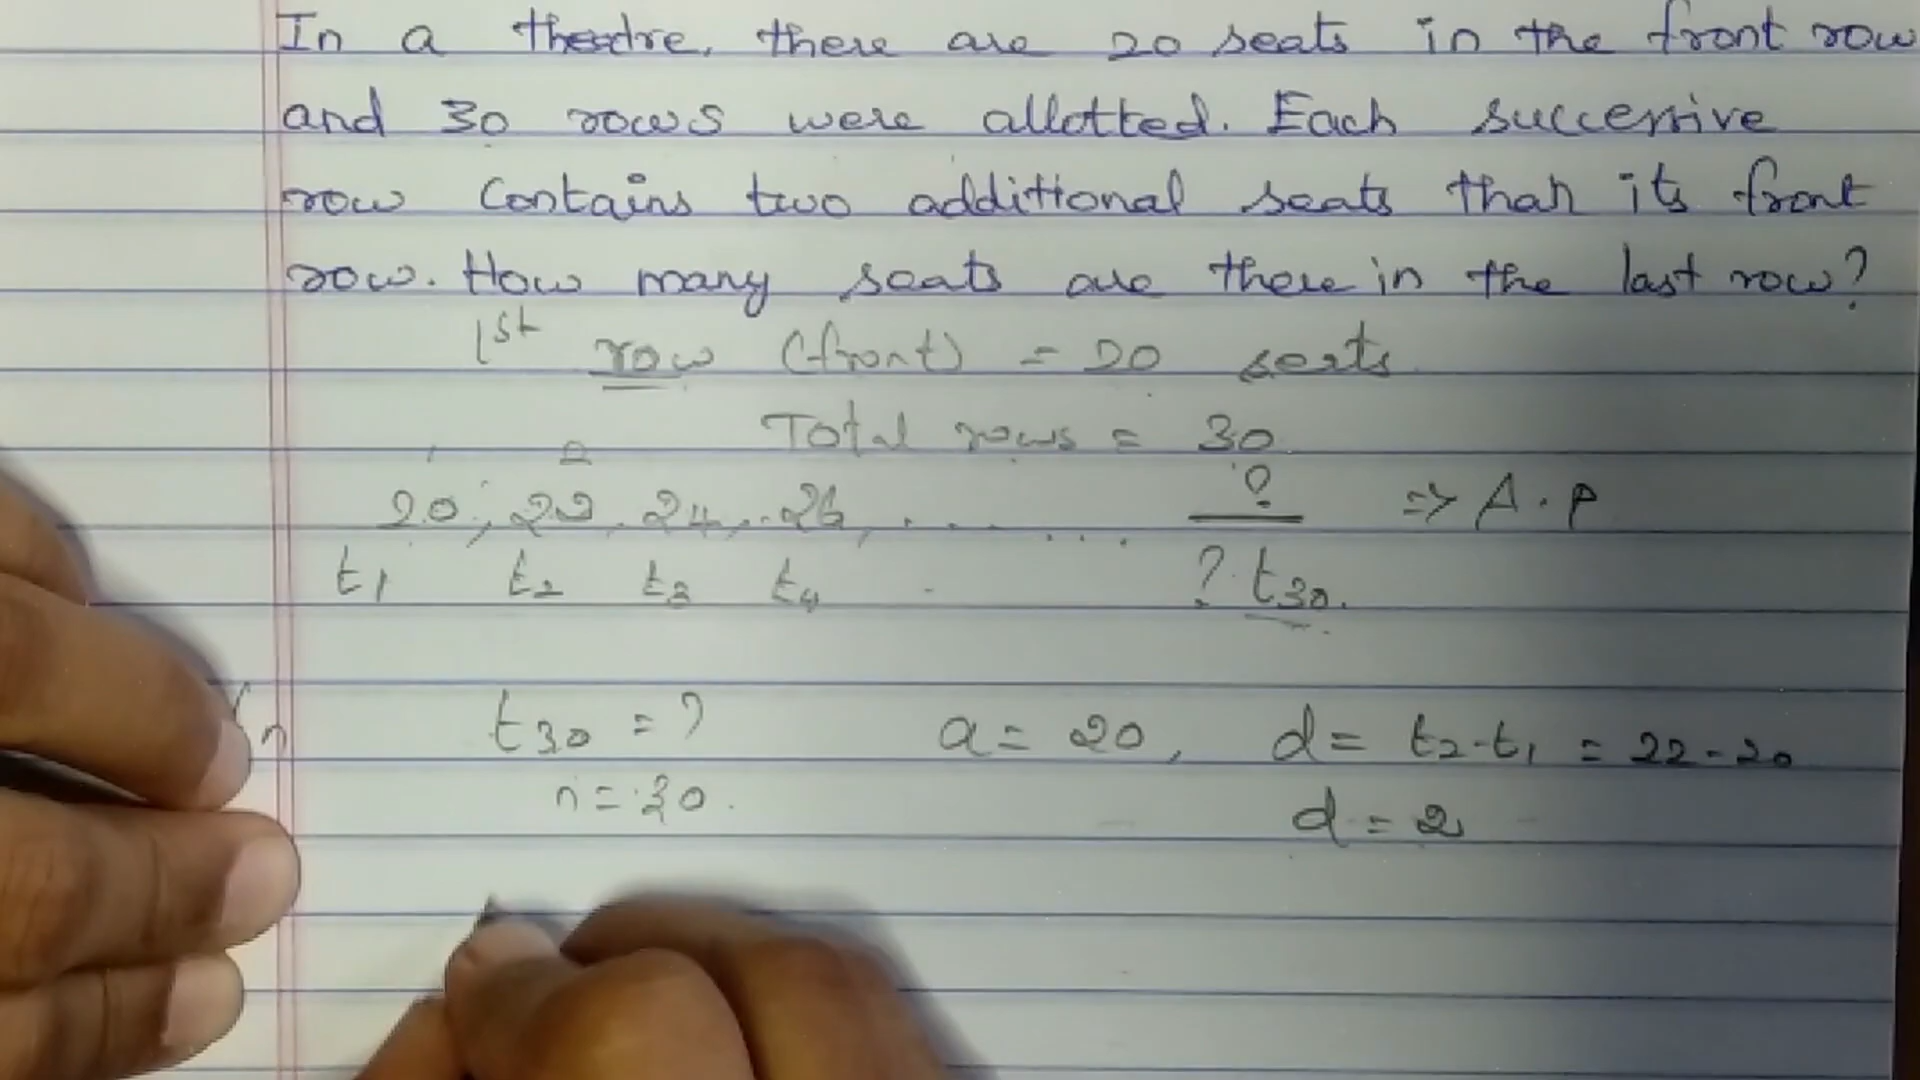 In a theatre, there are 20 seats in the front row
and 30 rows were allotted. Each successive
row contains two additional seats than its front
row. How many seats are there in the last row?
1st row (front) = 20 seats
Total rows = 30
20, 22, 24, 26, ..... ? => A.P
t1 t2 t3 t4 . ? t30.
n t30 = ? a = 20, d = t2-t1 = 22-20
n = 30. d = 2